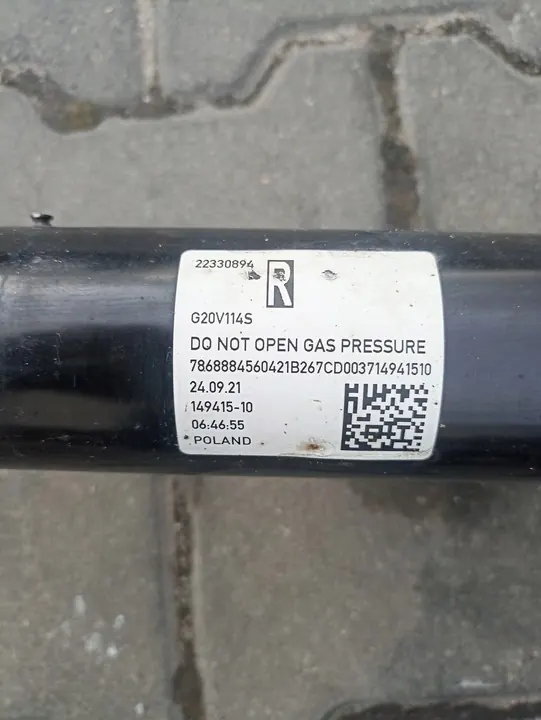 22330894
R
G20V114S
DO NOT OPEN GAS PRESSURE
7868884560421B267CD003714941510
24.09.21
149415-10
06:46:55
POLAND